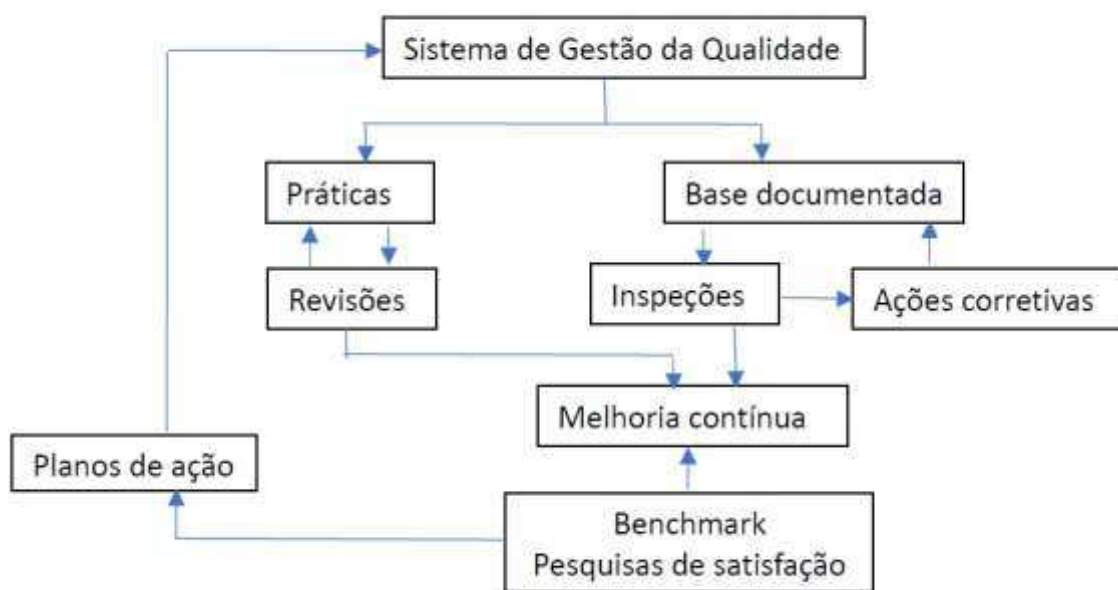 Sistema de Gestão da Qualidade
Práticas
Base documentada
Revisões
Inspeções
Ações corretivas
Melhoria contínua
Planos de ação
Benchmark
Pesquisas de satisfação